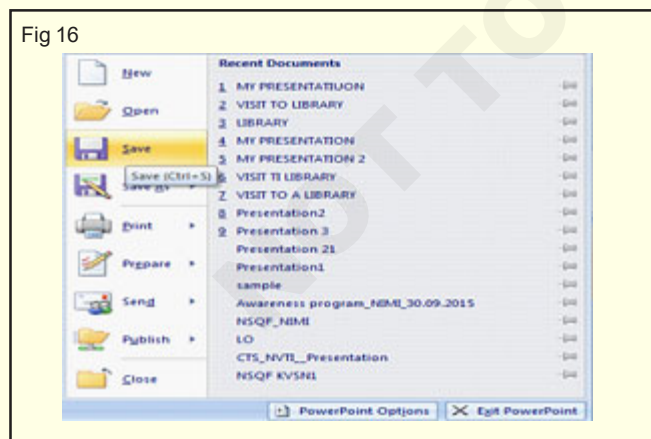 Fig 16
New
Open
Save
Save (Ctrl+S)
Save As
Print
Prepare
Send
Publish
Close
Recent Documents
1 MY PRESENTATIUON
2 VISIT TO LIBRARY
3 LIBRARY
4 MY PRESENTATION
5 MY PRESENTATION 2
6 VISIT TI LIBRARY
7 VISIT TO A LIBRARY
8 Presentation2
9 Presentation 3
Presentation 21
Presentation1
sample
Awareness program_NIMI_30.09.2015
NSQF_NIMI
LO
CTS_NVTI__Presentation
NSQF KVSN1
PowerPoint Options
Exit PowerPoint
NOT TO